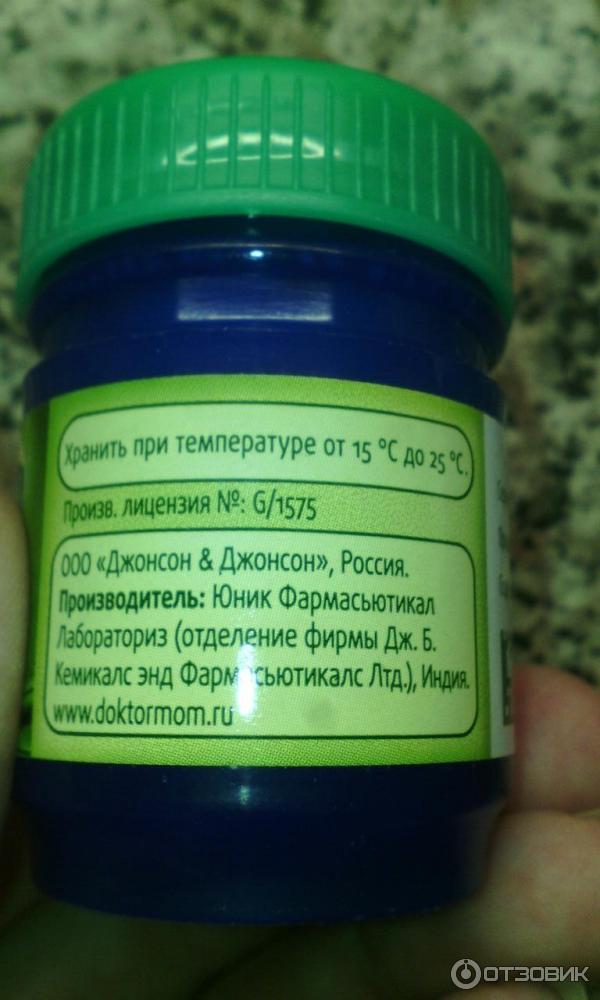 Хранить при температуре от 15 °C до 25 °C.
Произв. лицензия №: G/1575
ООО «Джонсон & Джонсон», Россия.
Производитель: Юник Фармасьютикал
Лабораториз (отделение фирмы Дж. Б.
Кемикалс энд Фармасьютикалс Лтд.), Индия.
www.doktormom.ru
ОТЗОВИК